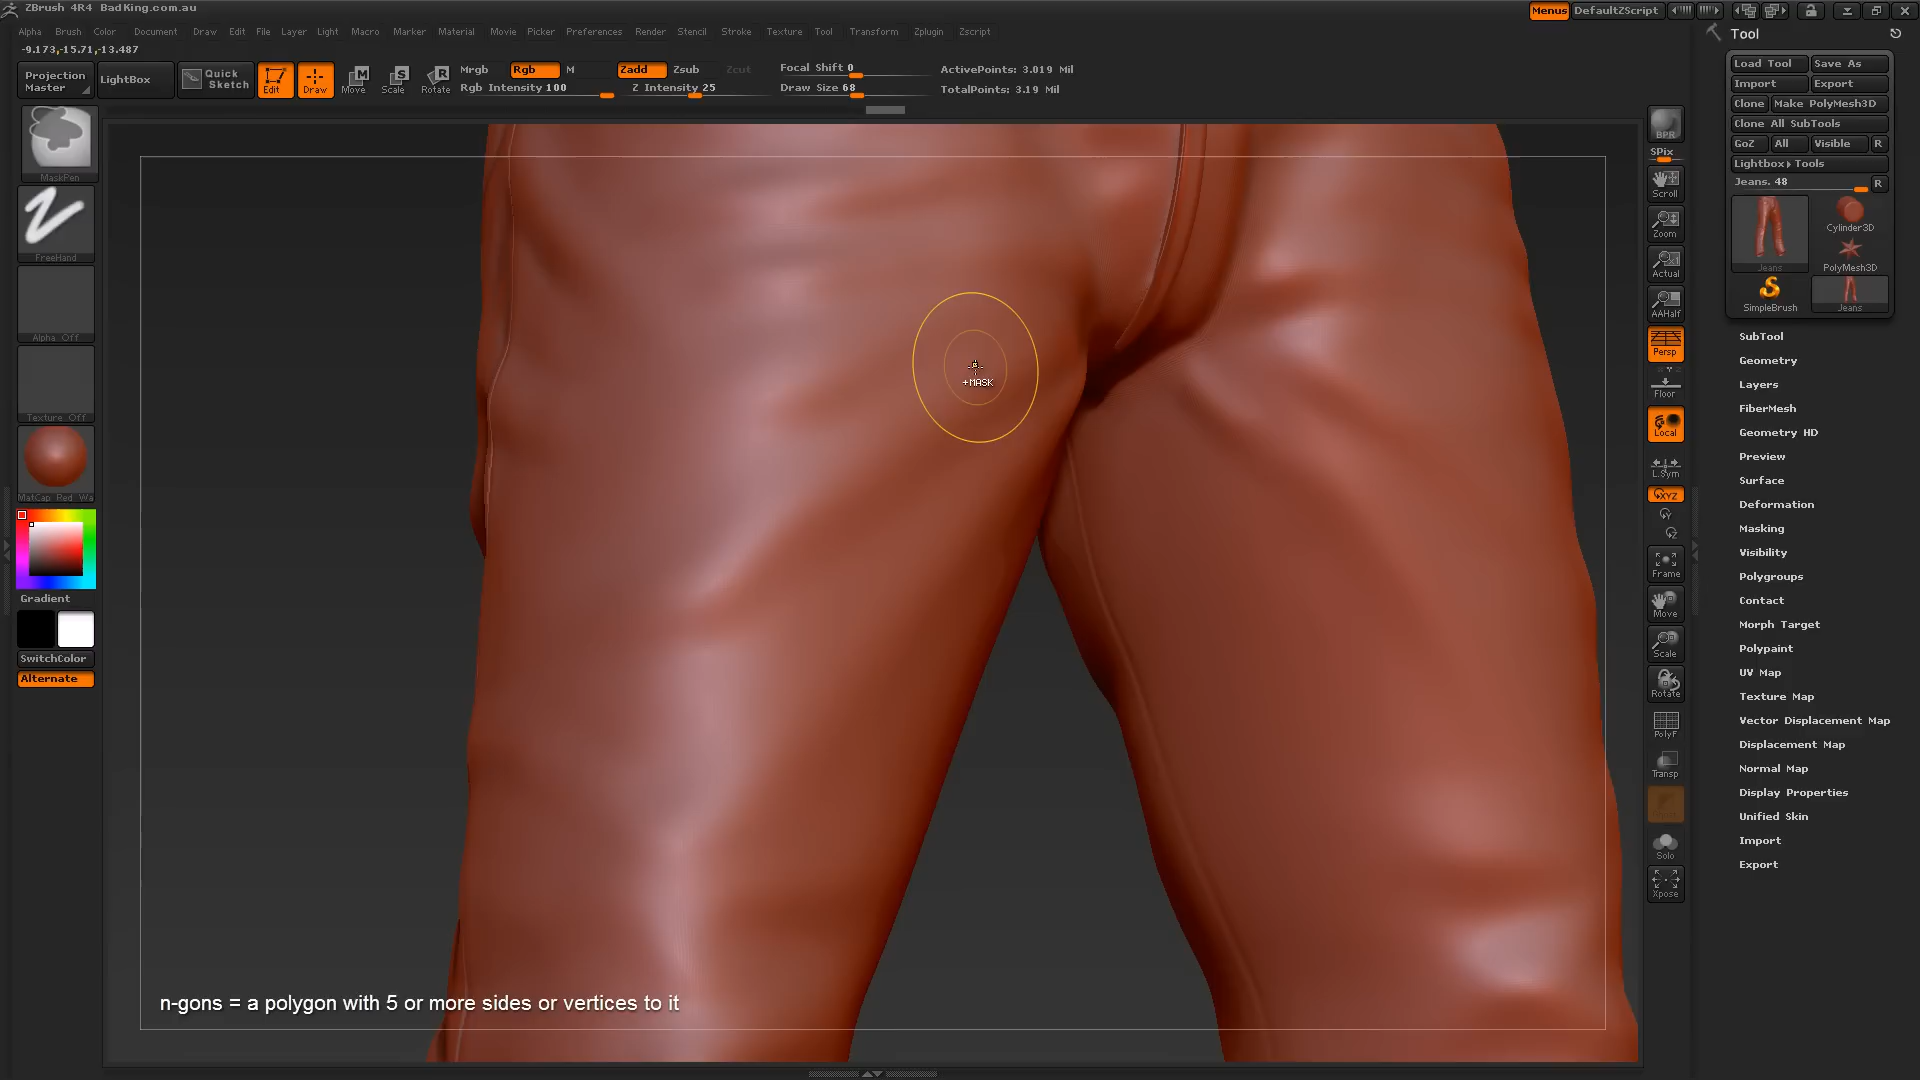 ZBrush 4R4 BadKing.com.au
Menus DefaultZScript
Alpha Brush Color Document Draw Edit File Layer Light Macro Marker Material Movie Picker Preferences Render Stencil Stroke Texture Tool Transform Zplugin Zscript
-9.173,-15.71,-13.487
Projection Master
LightBox
Quick Sketch
Edit
Draw
Move
Scale
Rotate
Mrgb Rgb M
Rgb Intensity 100
Zadd Zsub Zcut
Z Intensity 25
Focal Shift 0
Draw Size 68
ActivePoints: 3.019 Mil
TotalPoints: 3.19 Mil
MaskPen
FreeHand
Alpha Off
Texture Off
MatCap Red Wa
Gradient
SwitchColor
Alternate
+MASK
n-gons = a polygon with 5 or more sides or vertices to it
BPR
SPix
Scroll
Zoom
Actual
AAHalf
Persp
Floor
Local
L.Sym
XYZ
Frame
Move
Scale
Rotate
PolyF
Transp
Solo
Xpose
Tool
Load Tool Save As
Import Export
Clone Make PolyMesh3D
Clone All SubTools
GoZ All Visible R
Lightbox▸Tools
Jeans. 48 R
Jeans
Cylinder3D
PolyMesh3D
SimpleBrush
Jeans
SubTool
Geometry
Layers
FiberMesh
Geometry HD
Preview
Surface
Deformation
Masking
Visibility
Polygroups
Contact
Morph Target
Polypaint
UV Map
Texture Map
Vector Displacement Map
Displacement Map
Normal Map
Display Properties
Unified Skin
Import
Export